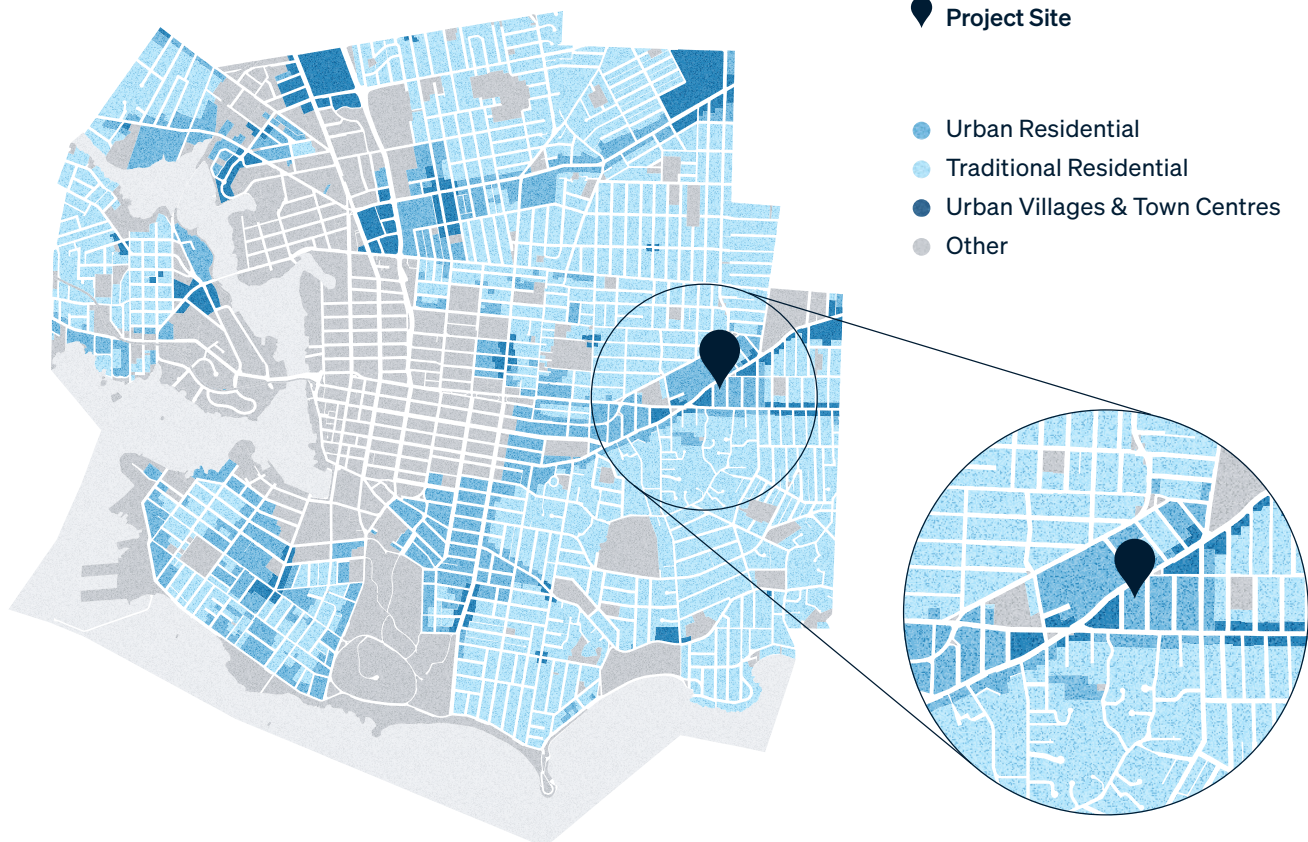 Project Site
Urban Residential
Traditional Residential
Urban Villages & Town Centres
Other